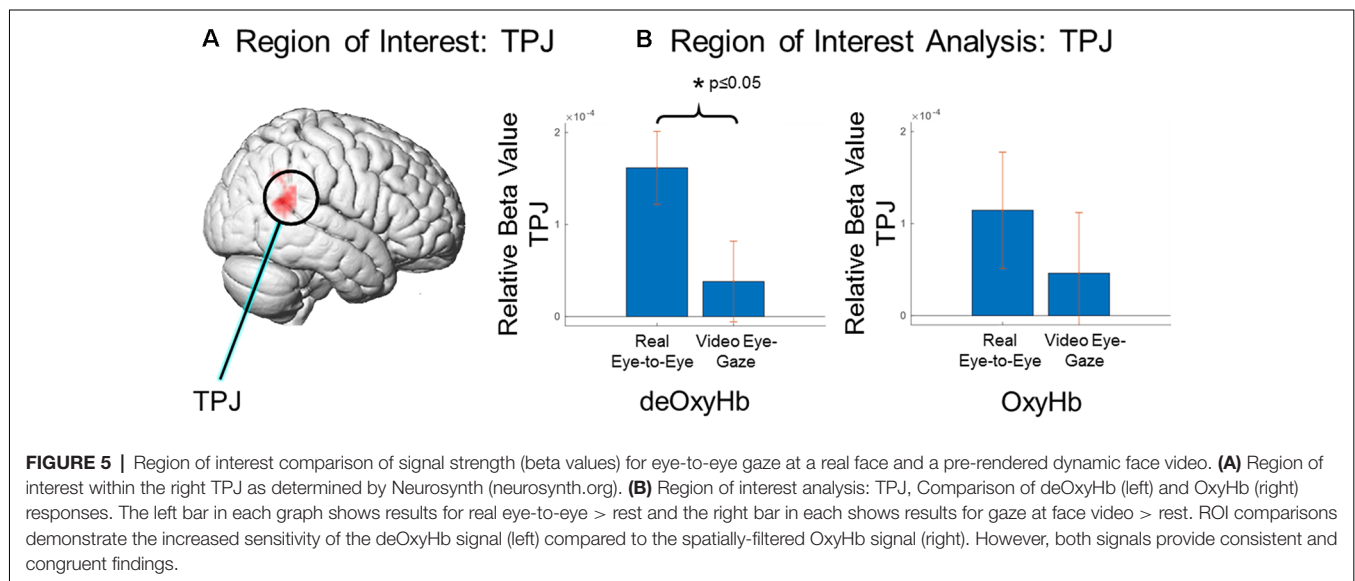 A Region of Interest: TPJ
TPJ
B Region of Interest Analysis: TPJ
* p≤0.05
Relative Beta Value
TPJ
×10⁻⁴
2
1
0
Real
Eye-to-Eye
Video Eye-
Gaze
deOxyHb
Relative Beta Value
TPJ
×10⁻⁴
2
1
0
Real
Eye-to-Eye
Video Eye-
Gaze
OxyHb
FIGURE 5 | Region of interest comparison of signal strength (beta values) for eye-to-eye gaze at a real face and a pre-rendered dynamic face video. (A) Region of
interest within the right TPJ as determined by Neurosynth (neurosynth.org). (B) Region of interest analysis: TPJ, Comparison of deOxyHb (left) and OxyHb (right)
responses. The left bar in each graph shows results for real eye-to-eye > rest and the right bar in each shows results for gaze at face video > rest. ROI comparisons
demonstrate the increased sensitivity of the deOxyHb signal (left) compared to the spatially-filtered OxyHb signal (right). However, both signals provide consistent and
congruent findings.